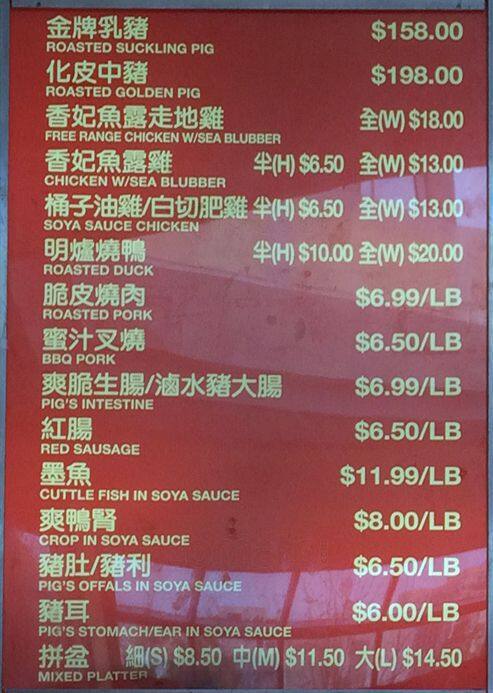 金牌乳豬 $158.00
ROASTED SUCKLING PIG
化皮中豬 $198.00
ROASTED GOLDEN PIG
香妃魚露走地雞 全(W) $18.00
FREE RANGE CHICKEN W/SEA BLUBBER
香妃魚露雞 半(H) $6.50 全(W) $13.00
CHICKEN W/SEA BLUBBER
桶子油雞/白切肥雞 半(H) $6.50 全(W) $13.00
SOYA SAUCE CHICKEN
明爐燒鴨 半(H) $10.00 全(W) $20.00
ROASTED DUCK
脆皮燒肉 $6.99/LB
ROASTED PORK
蜜汁叉燒 $6.50/LB
BBQ PORK
爽脆生腸/滷水豬大腸 $6.99/LB
PIG'S INTESTINE
紅腸 $6.50/LB
RED SAUSAGE
墨魚 $11.99/LB
CUTTLE FISH IN SOYA SAUCE
爽鴨腎 $8.00/LB
CROP IN SOYA SAUCE
豬肚/豬利 $6.50/LB
PIG'S OFFALS IN SOYA SAUCE
豬耳 $6.00/LB
PIG'S STOMACH/EAR IN SOYA SAUCE
拼盆 細(S) $8.50 中(M) $11.50 大(L) $14.50
MIXED PLATTER